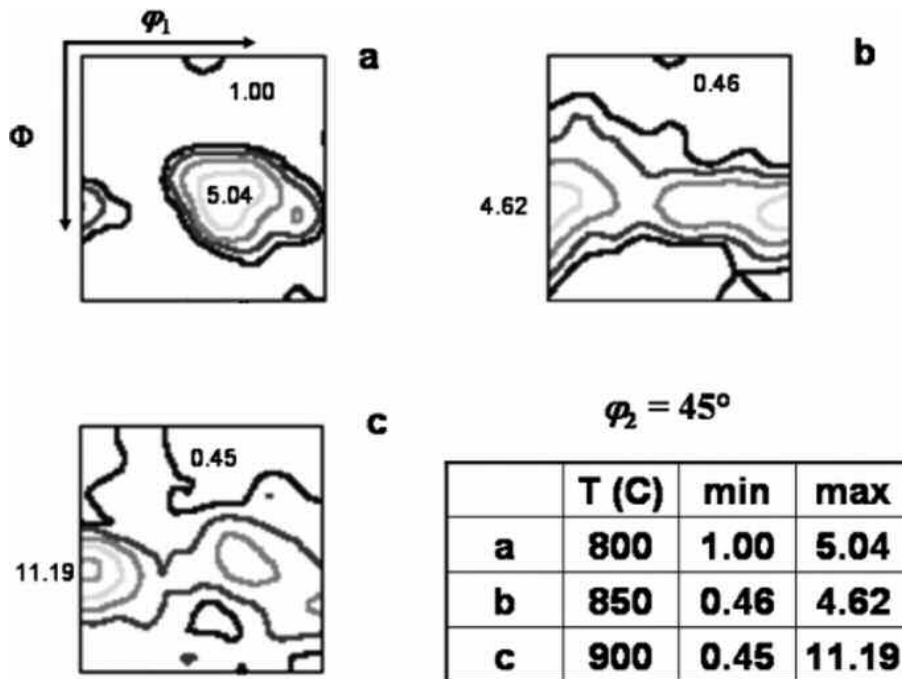 φ₁
a
b
1.00
0.46
Φ
5.04
4.62
c
φ₂ = 45°
0.45
11.19
T (C) min max
a 800 1.00 5.04
b 850 0.46 4.62
c 900 0.45 11.19